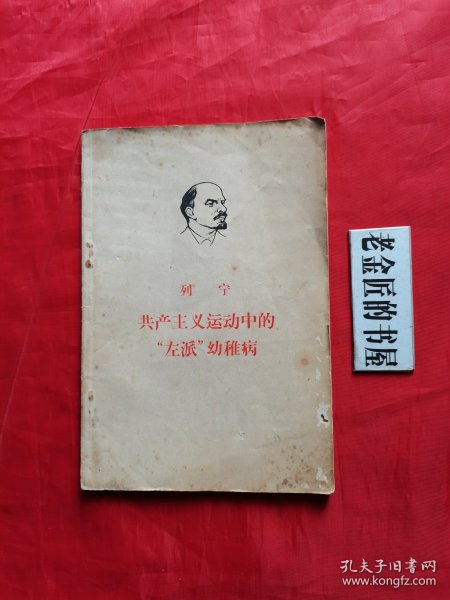 列 宁
共产主义运动中的
“左派”幼稚病
老金匠的书屋
孔夫子旧书网
www.kongfz.com